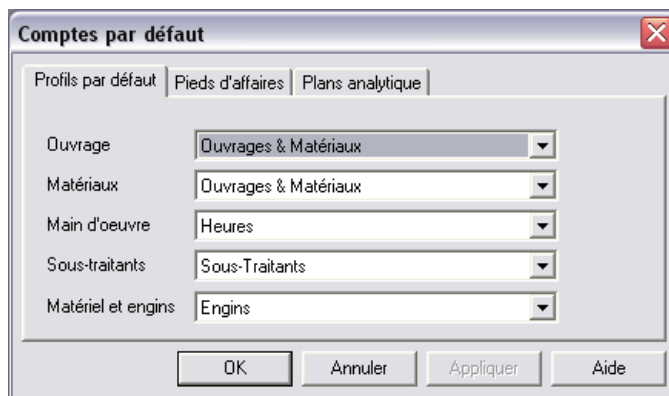 Comptes par défaut
Profils par défaut Pieds d'affaires Plans analytique
Ouvrage Ouvrages & Matériaux
Matériaux Ouvrages & Matériaux
Main d'oeuvre Heures
Sous-traitants Sous-Traitants
Matériel et engins Engins
OK Annuler Appliquer Aide